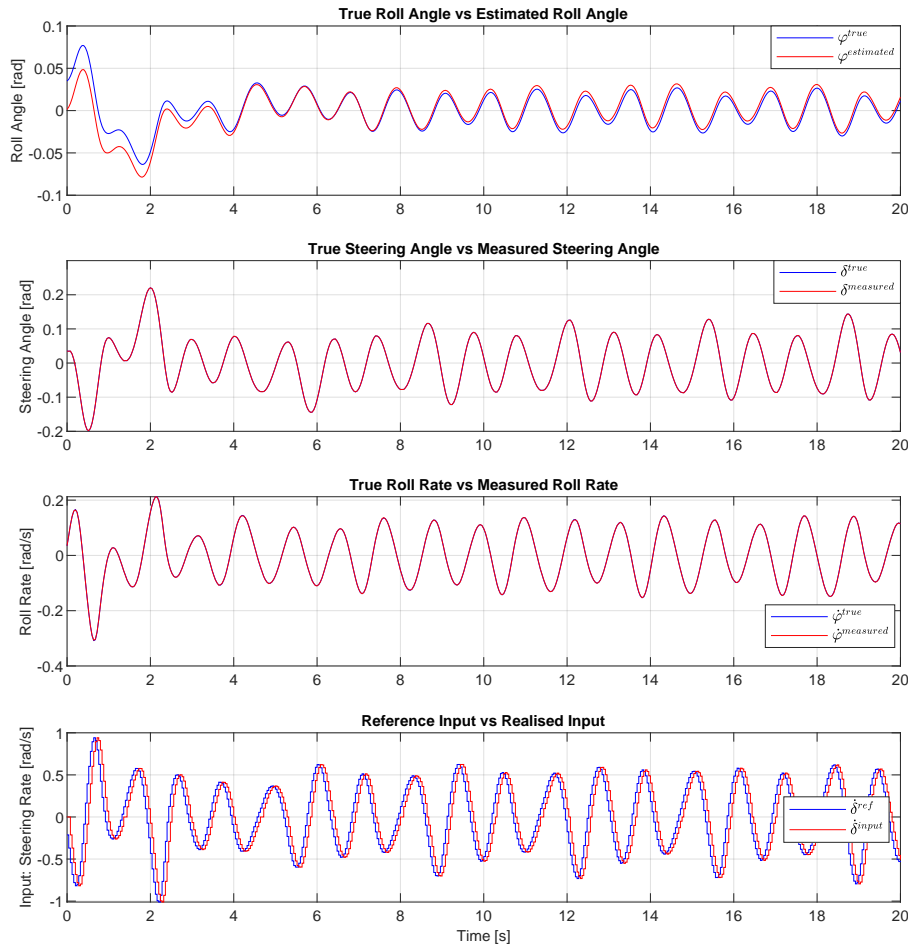 True Roll Angle vs Estimated Roll Angle
0.1
0.05
0
-0.05
-0.1
Roll Angle [rad]
φ^true
φ^estimated
0 2 4 6 8 10 12 14 16 18 20
True Steering Angle vs Measured Steering Angle
0.2
0.1
0
-0.1
-0.2
Steering Angle [rad]
δ^true
δ^measured
0 2 4 6 8 10 12 14 16 18 20
True Roll Rate vs Measured Roll Rate
0.2
0
-0.2
-0.4
Roll Rate [rad/s]
φ̇^true
φ̇^measured
0 2 4 6 8 10 12 14 16 18 20
Reference Input vs Realised Input
1
0.5
0
-0.5
-1
Input: Steering Rate [rad/s]
δ̇^ref
δ̇^input
0 2 4 6 8 10 12 14 16 18 20
Time [s]